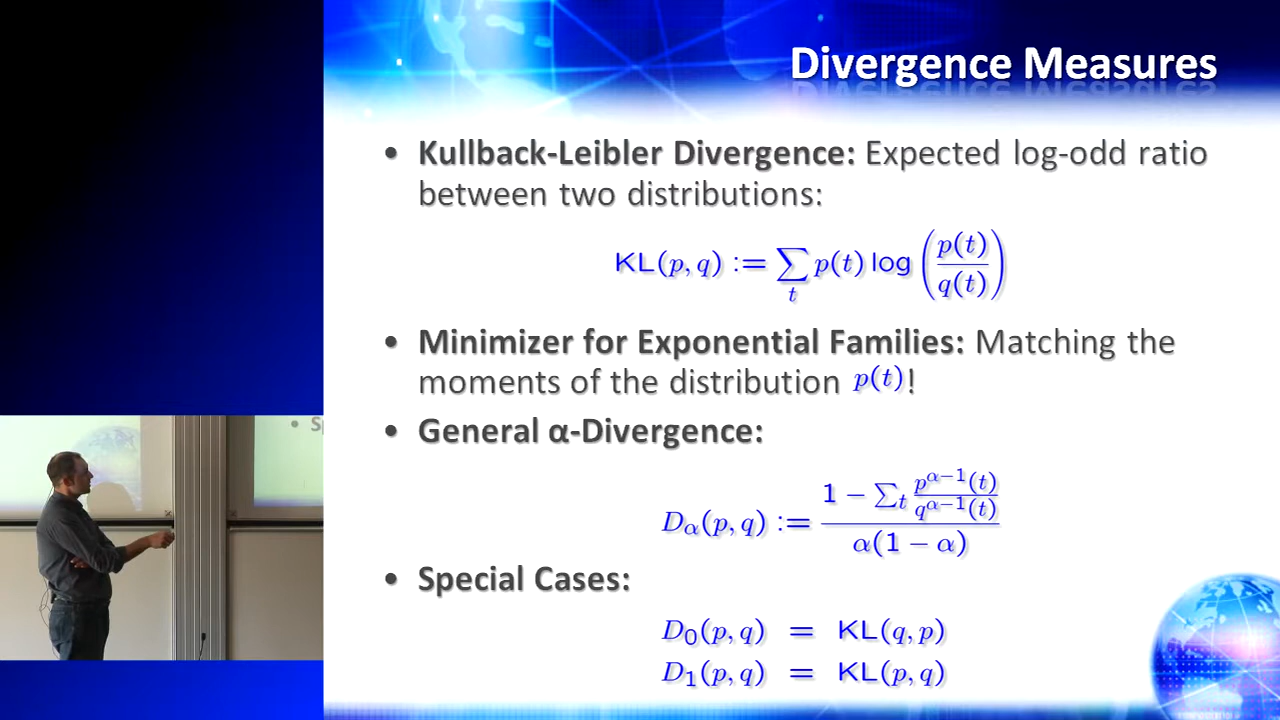 Divergence Measures
• Kullback-Leibler Divergence: Expected log-odd ratio
between two distributions:
KL(p, q) := ∑_t p(t) log (p(t)/q(t))
• Minimizer for Exponential Families: Matching the
moments of the distribution p(t)!
• General α-Divergence:
D_α(p, q) := (1 − ∑_t p^{α−1}(t)/q^{α−1}(t)) / (α(1 − α))
• Special Cases:
D_0(p, q) = KL(q, p)
D_1(p, q) = KL(p, q)